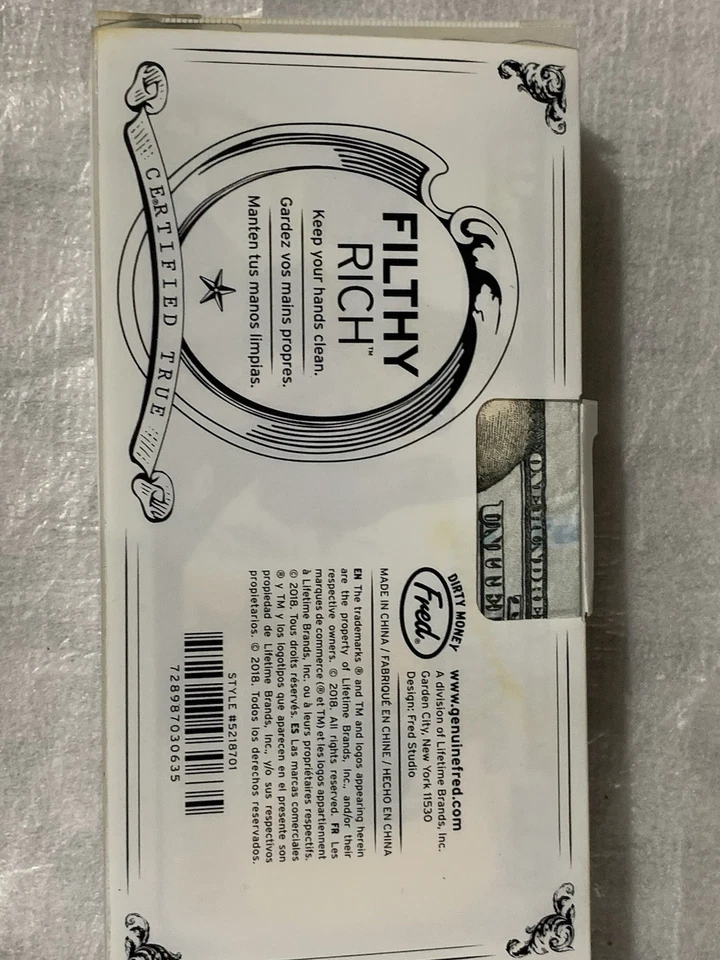 FILTHY
RICH™
Keep your hands clean.
Gardez vos mains propres.
Manten tus manos limpias.
CE®RTIFIED TRUE
ONE HUNDRE
UNITE
DIRTY MONEY
Fred®
www.genuinefred.com
A division of Lifetime Brands, Inc.
Garden City, New York 11530
Design: Fred Studio
MADE IN CHINA / FABRIQUÉ EN CHINE / HECHO EN CHINA
EN The trademarks ® and TM and logos appearing herein
are the property of Lifetime Brands, Inc., and/or their
respective owners. © 2018. All rights reserved. FR Les
marques de commerce (® et TM) et les logos appartiennent
à Lifetime Brands, Inc. ou à leurs propriétaires respectifs.
© 2018. Tous droits réservés. ES Las marcas comerciales
® y TM y los logotipos que aparecen en el presente son
propiedad de Lifetime Brands, Inc., y/o sus respectivos
propietarios. © 2018. Todos los derechos reservados.
STYLE #5218701
728987030635